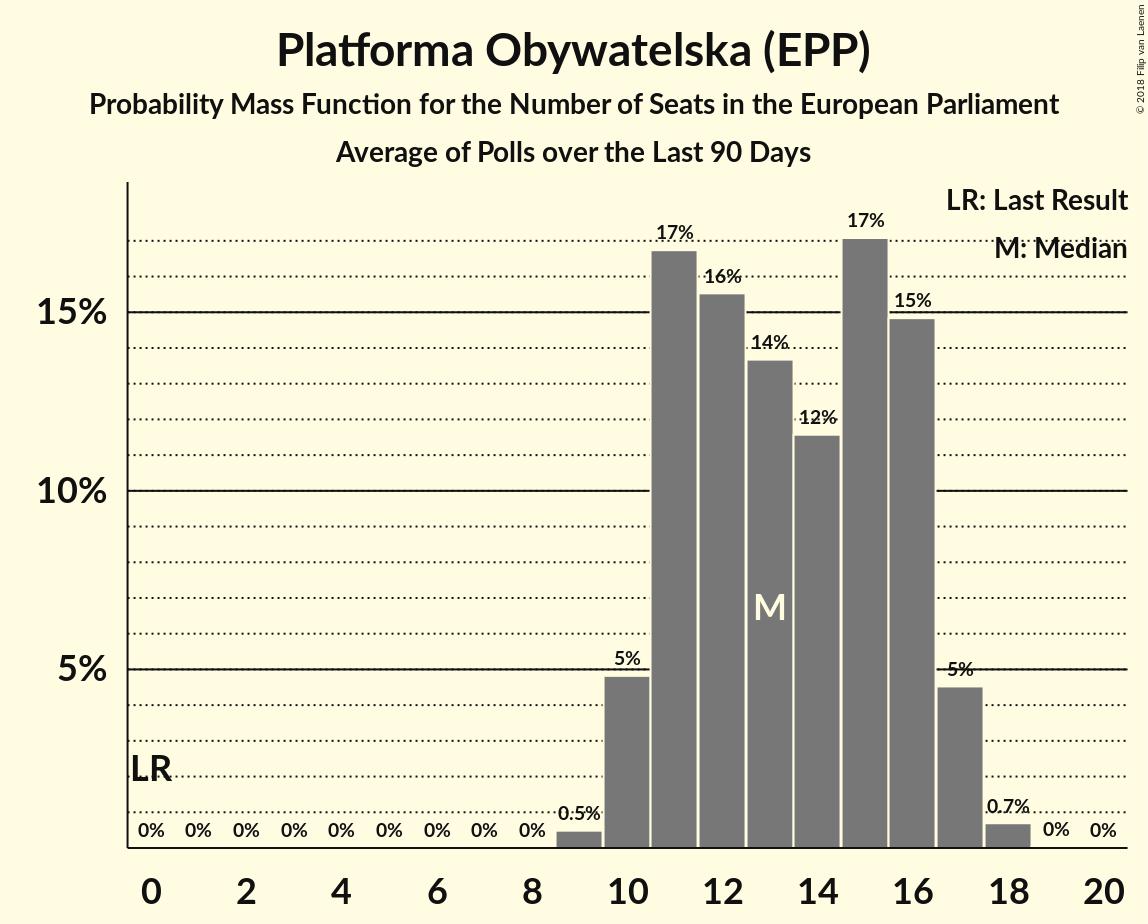 Platforma Obywatelska (EPP)
Probability Mass Function for the Number of Seats in the European Parliament
Average of Polls over the Last 90 Days
© 2018 Filip van Laenen
LR: Last Result
M: Median
15%
10%
5%
LR
M
0% 0% 0% 0% 0% 0% 0% 0% 0% 0.5% 5% 17% 16% 14% 12% 17% 15% 5% 0.7% 0% 0%
0 2 4 6 8 10 12 14 16 18 20